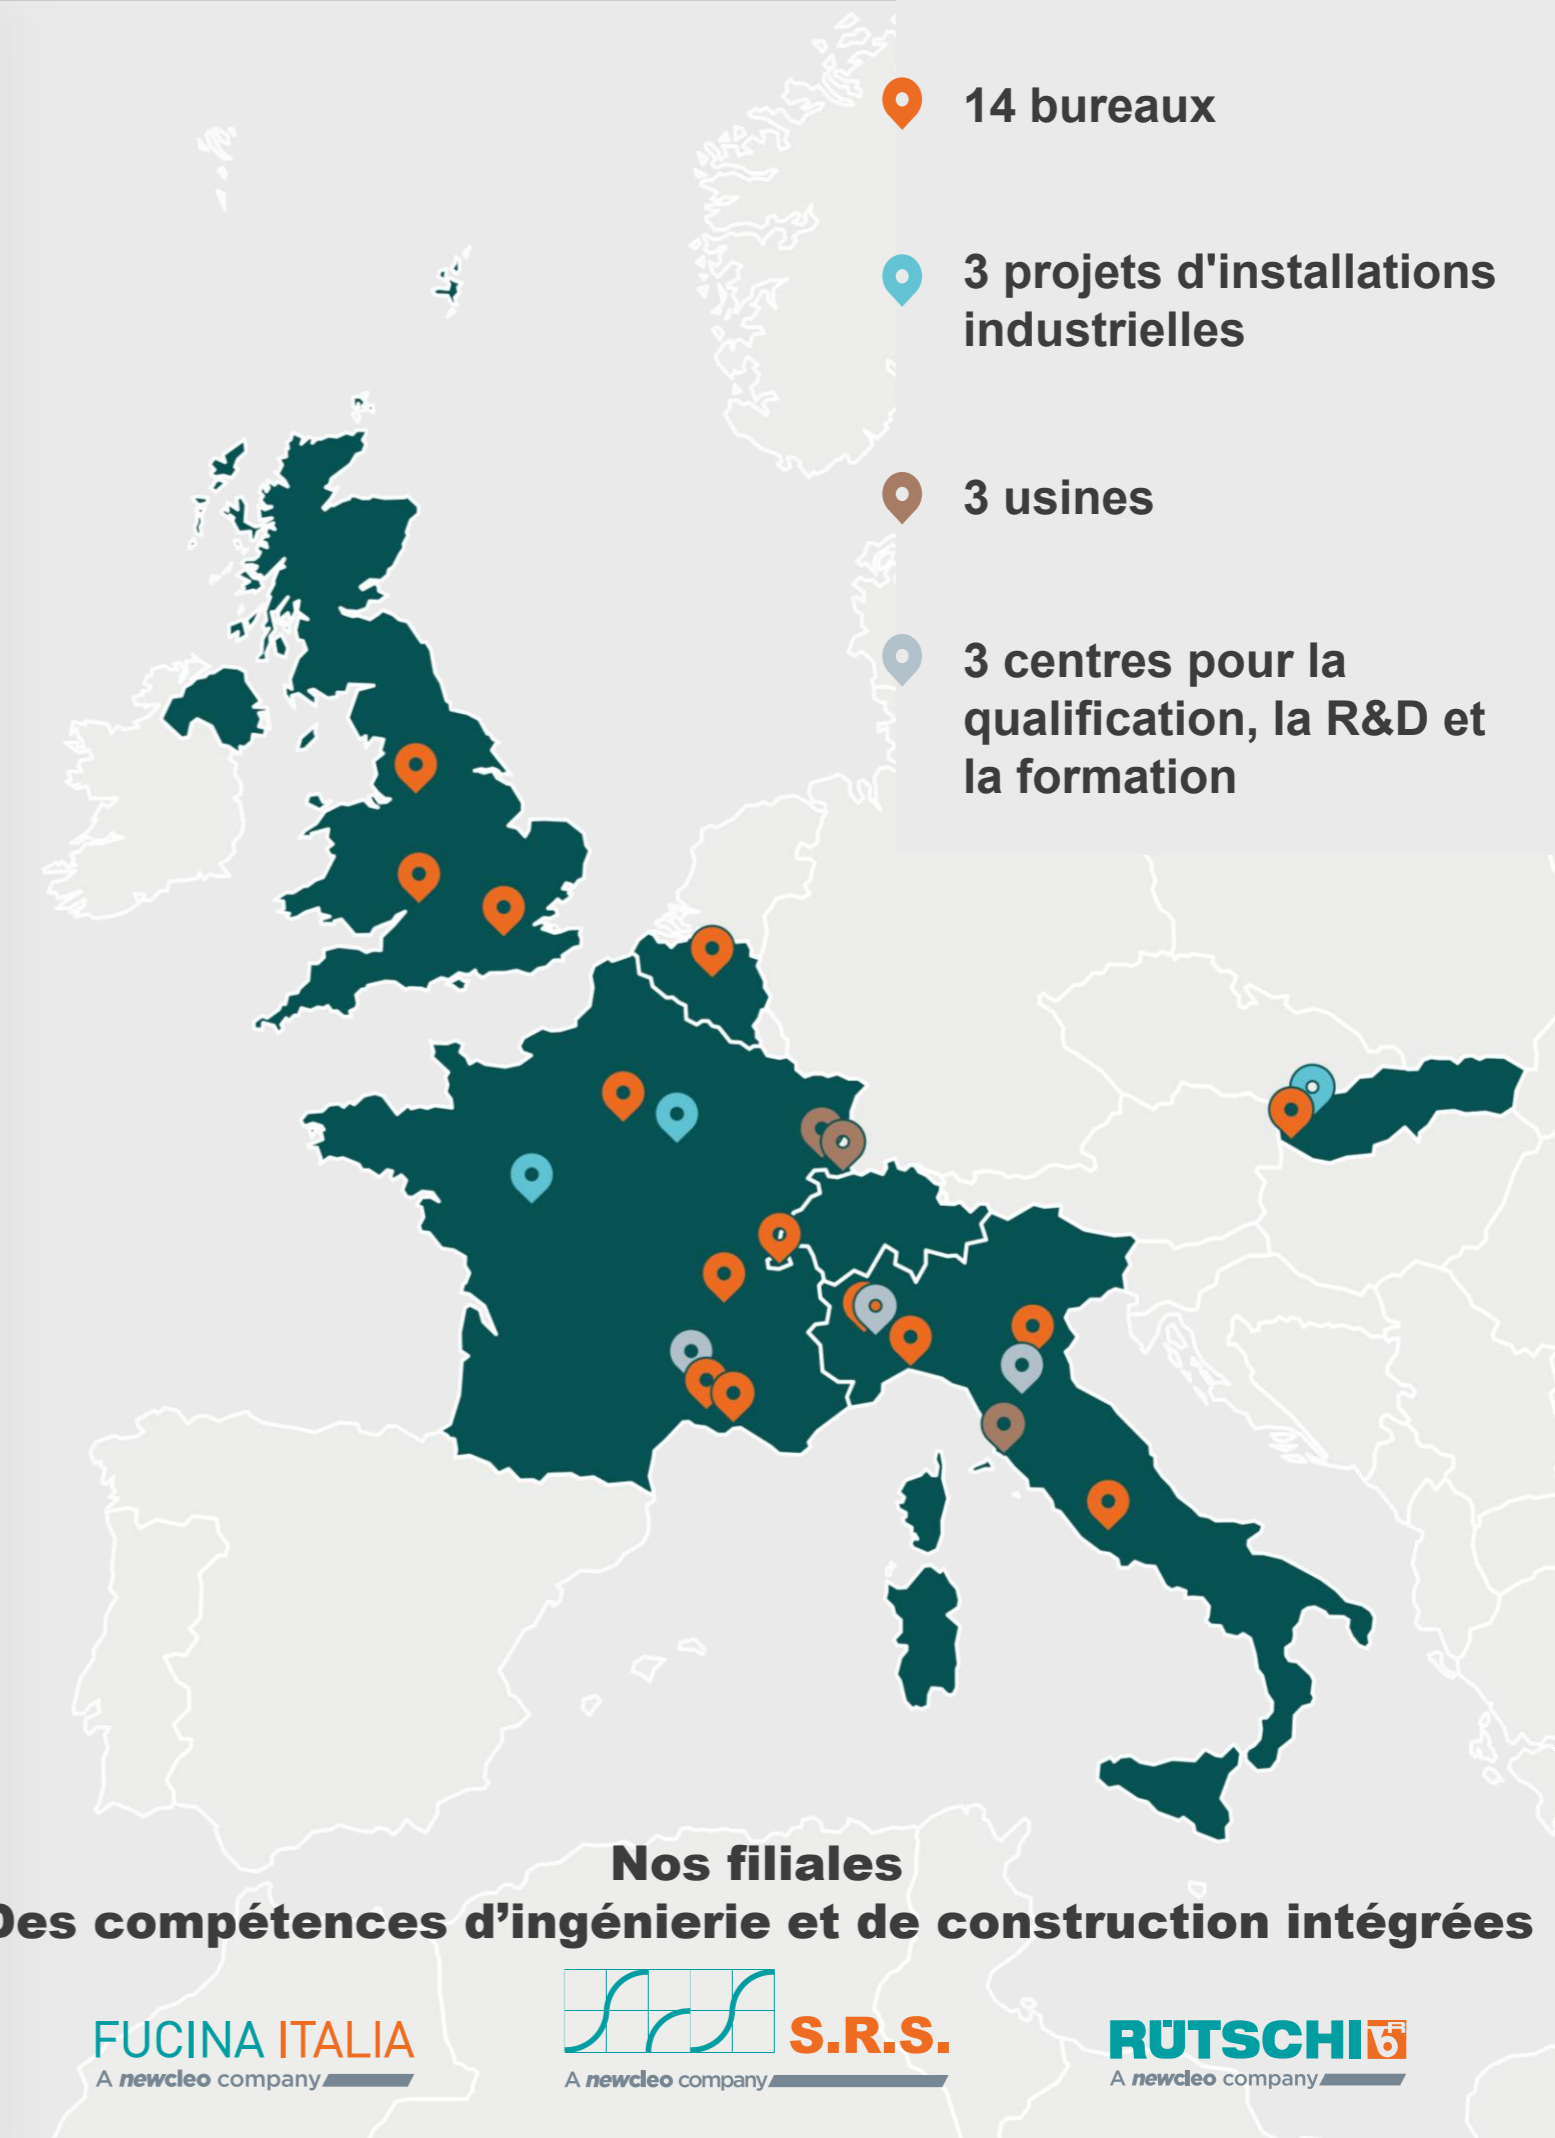 14 bureaux
3 projets d'installations
industrielles
3 usines
3 centres pour la
qualification, la R&D et
la formation
Nos filiales
Des compétences d’ingénierie et de construction intégrées
FUCINA ITALIA
A newcleo company
S.R.S.
A newcleo company
RÜTSCHI
A newcleo company